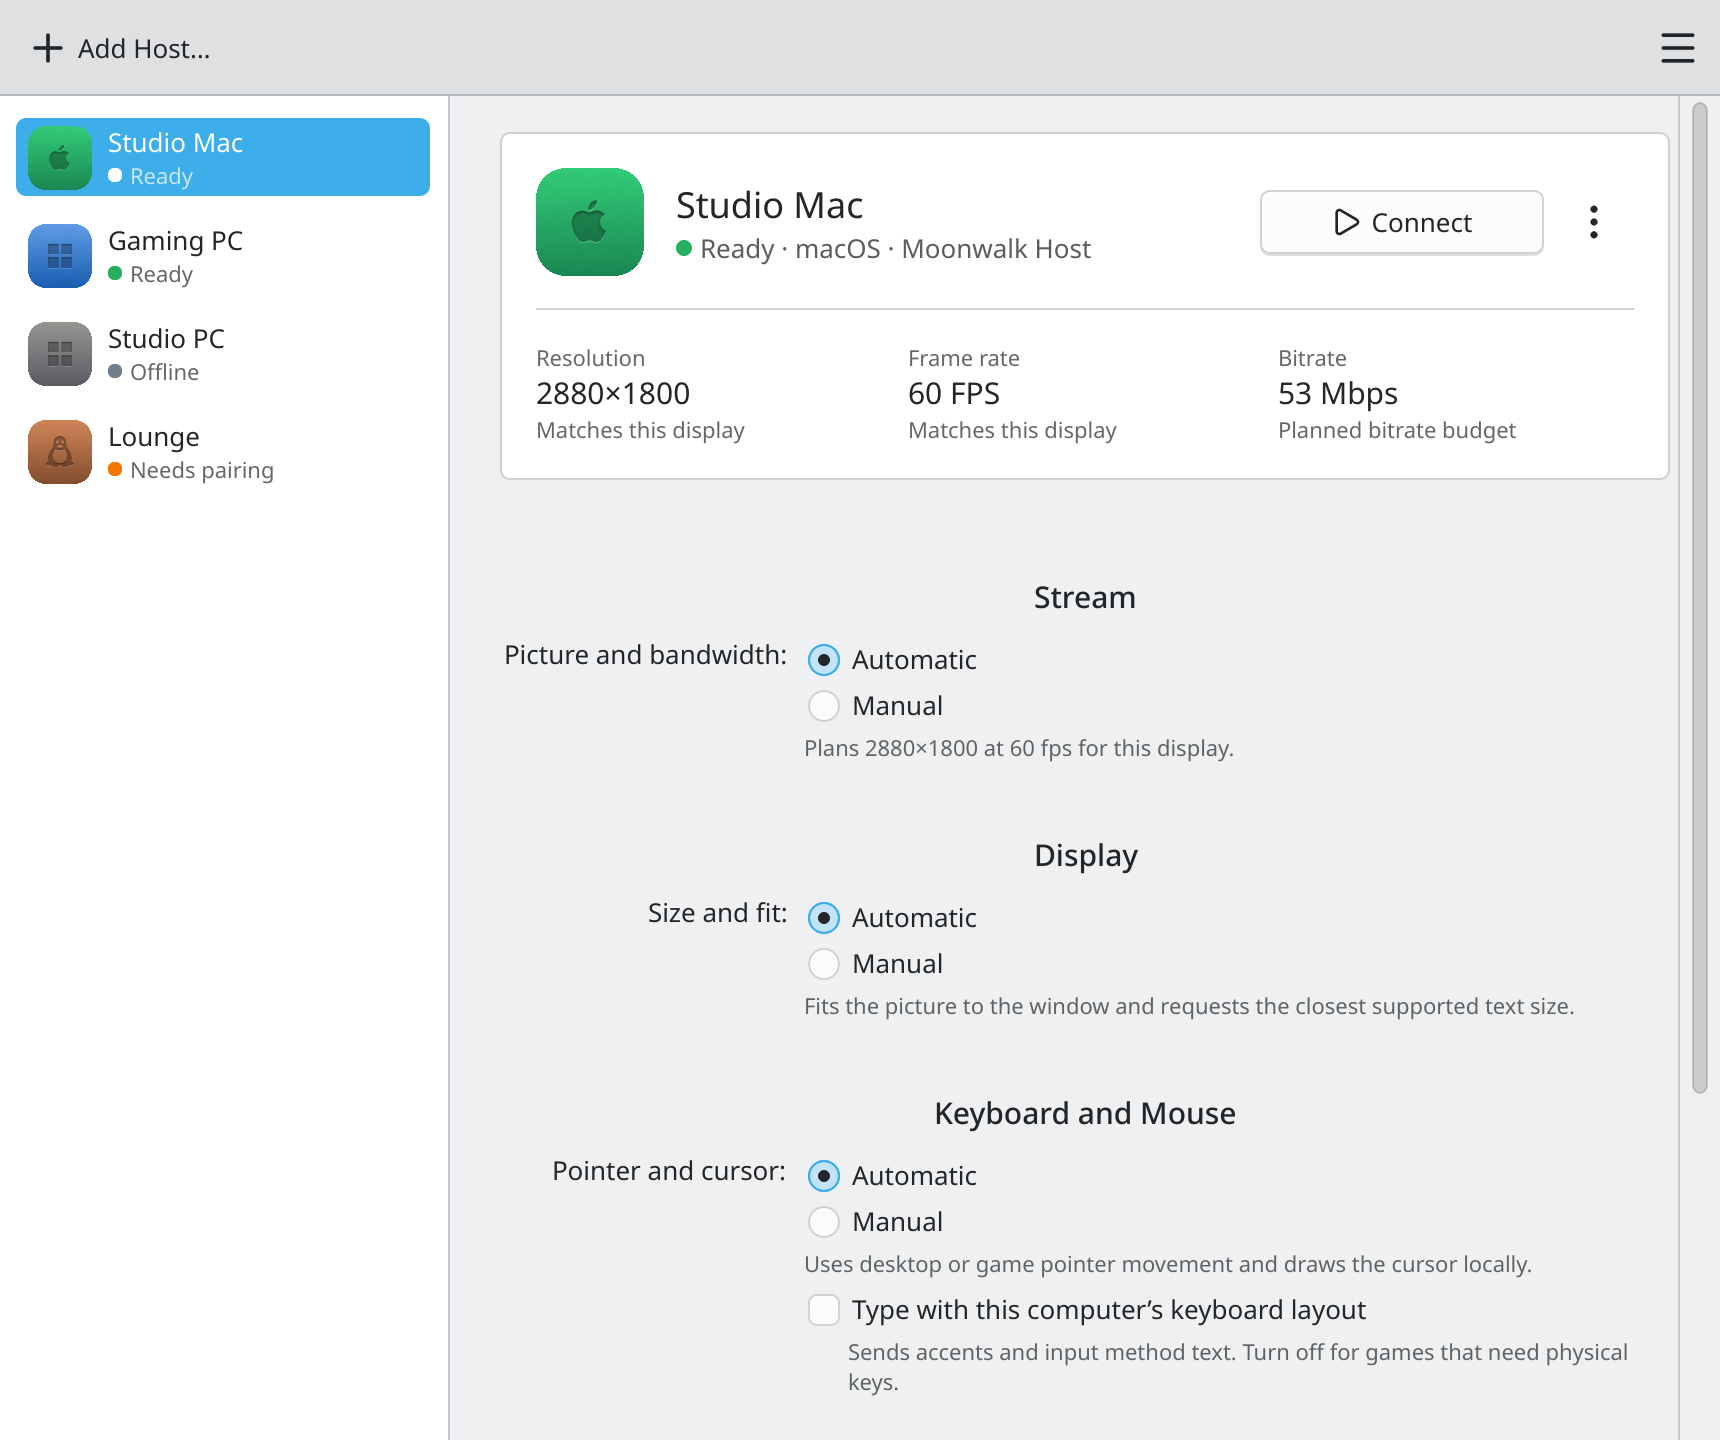 Add Host...
Studio Mac
Ready
Gaming PC
Ready
Studio PC
Offline
Lounge
Needs pairing
Studio Mac
Ready · macOS · Moonwalk Host
Connect
Resolution
2880×1800
Matches this display
Frame rate
60 FPS
Matches this display
Bitrate
53 Mbps
Planned bitrate budget
Stream
Picture and bandwidth:
Automatic
Manual
Plans 2880×1800 at 60 fps for this display.
Display
Size and fit:
Automatic
Manual
Fits the picture to the window and requests the closest supported text size.
Keyboard and Mouse
Pointer and cursor:
Automatic
Manual
Uses desktop or game pointer movement and draws the cursor locally.
Type with this computer’s keyboard layout
Sends accents and input method text. Turn off for games that need physical
keys.